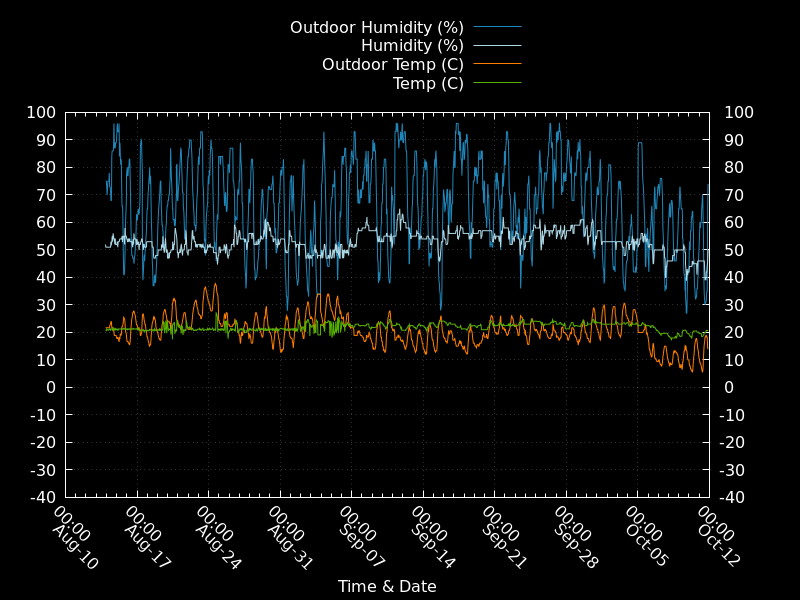 Outdoor Humidity (%)
Humidity (%)
Outdoor Temp (C)
Temp (C)
100 100
90 90
80 80
70 70
60 60
50 50
40 40
30 30
20 20
10 10
0 0
-10 -10
-20 -20
-30 -30
-40 -40
00:00 00:00 00:00 00:00 00:00 00:00 00:00 00:00 00:00 00:00
Aug-10 Aug-17 Aug-24 Aug-31 Sep-07 Sep-14 Sep-21 Sep-28 Oct-05 Oct-12
Time & Date